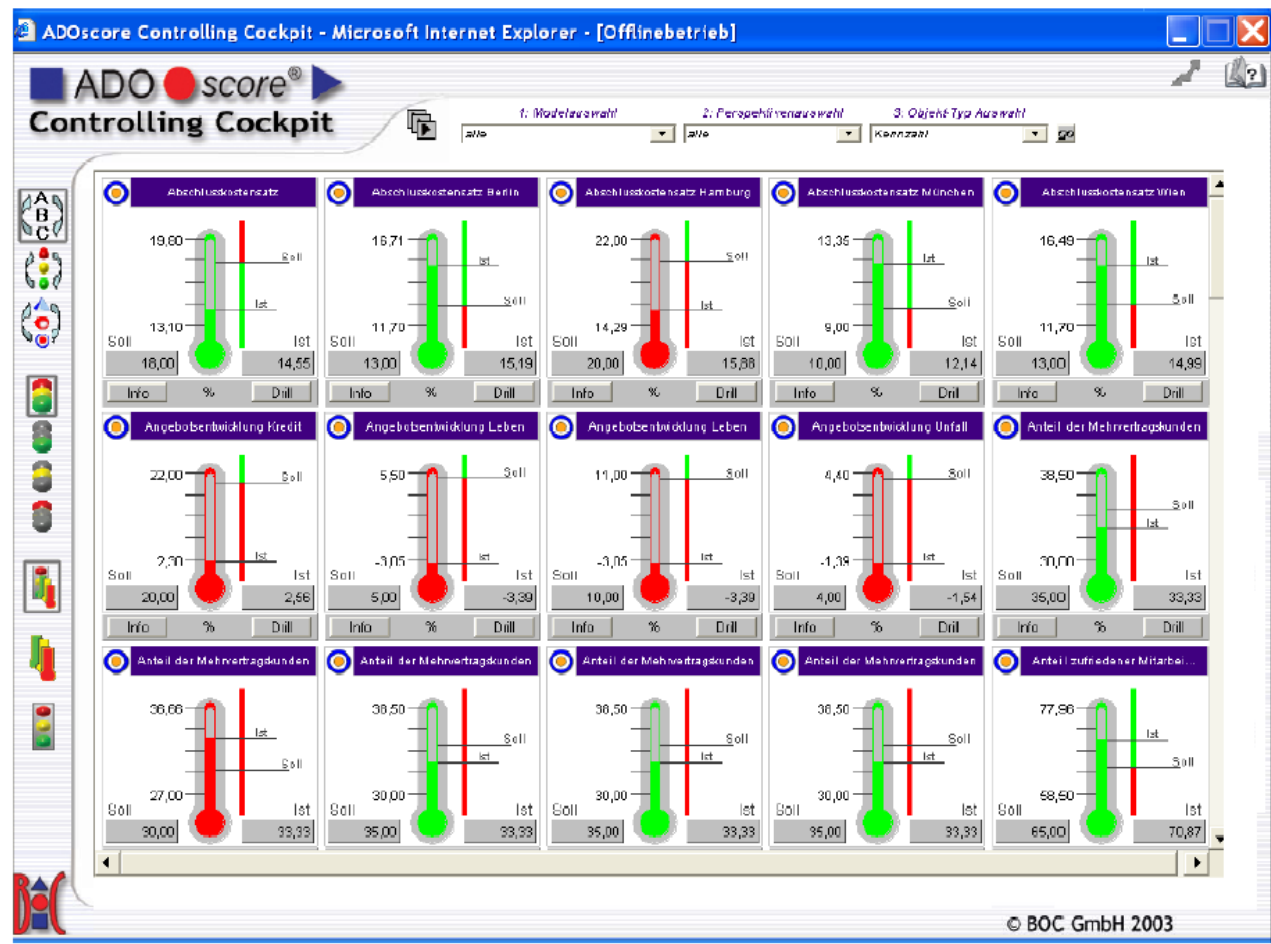 ADOscore Controlling Cockpit - Microsoft Internet Explorer - [Offlinebetrieb]
ADO score®
Controlling Cockpit
1: Modelauswahl 2: Perspektivenauswahl 3: Objekt-Typ Auswahl
alle alle Kennzahl go
Abschlusskostensatz Abschlusskostensatz Berlin Abschlusskostensatz Hamburg Abschlusskostensatz München Abschlusskostensatz Wien
19,80 16,71 22,00 13,35 16,49
Soll Ist Soll Ist Ist
Ist Soll Ist Soll Soll
13,10 11,70 14,29 9,00 11,70
Soll Ist Soll Ist Soll Ist Soll Ist Soll Ist
18,00 14,55 13,00 15,19 20,00 15,88 10,00 12,14 13,00 14,99
Info % Drill Info % Drill Info % Drill Info % Drill Info % Drill
Angebotsentwicklung Kredit Angebotsentwicklung Leben Angebotsentwicklung Leben Angebotsentwicklung Unfall Anteil der Mehrvertragskunden
22,00 5,50 11,00 4,40 38,50
Soll Soll Soll Soll Soll
Ist Ist Ist Ist Ist
2,30 -3,05 -3,05 -1,39 30,00
Soll Ist Soll Ist Soll Ist Soll Ist Soll Ist
20,00 2,56 5,00 -3,39 10,00 -3,39 4,00 -1,54 35,00 33,33
Info % Drill Info % Drill Info % Drill Info % Drill Info % Drill
Anteil der Mehrvertragskunden Anteil der Mehrvertragskunden Anteil der Mehrvertragskunden Anteil der Mehrvertragskunden Anteil zufriedener Mitarbei...
36,66 38,50 38,50 38,50 77,96
Ist Soll Soll Soll Ist
Soll Ist Ist Ist Soll
27,00 30,00 30,00 30,00 58,50
Soll Ist Soll Ist Soll Ist Soll Ist Soll Ist
30,00 33,33 35,00 33,33 35,00 33,33 35,00 33,33 65,00 70,87
A
B
C
BOC
© BOC GmbH 2003